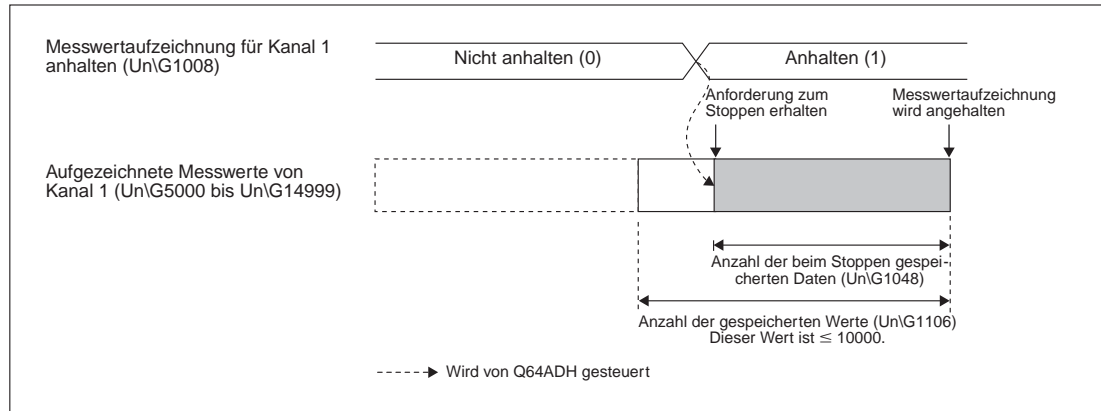 Messwertaufzeichnung für Kanal 1
anhalten (Un\G1008)
Nicht anhalten (0)
Anhalten (1)
Anforderung zum
Stoppen erhalten
Messwertaufzeichnung
wird angehalten
Aufgezeichnete Messwerte von
Kanal 1 (Un\G5000 bis Un\G14999)
Anzahl der beim Stoppen gespei-
cherten Daten (Un\G1048)
Anzahl der gespeicherten Werte (Un\G1106)
Dieser Wert ist ≤ 10000.
Wird von Q64ADH gesteuert